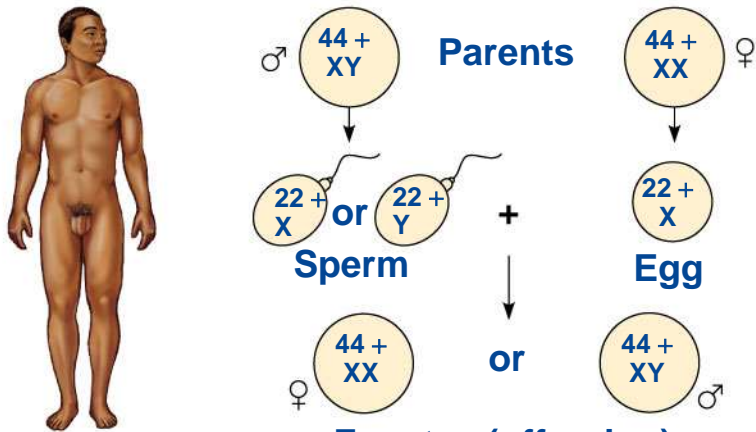 ♂ 44 + XY Parents 44 + XX ♀
22 + X or 22 + Y + 22 + X
Sperm Egg
♀ 44 + XX or 44 + XY ♂